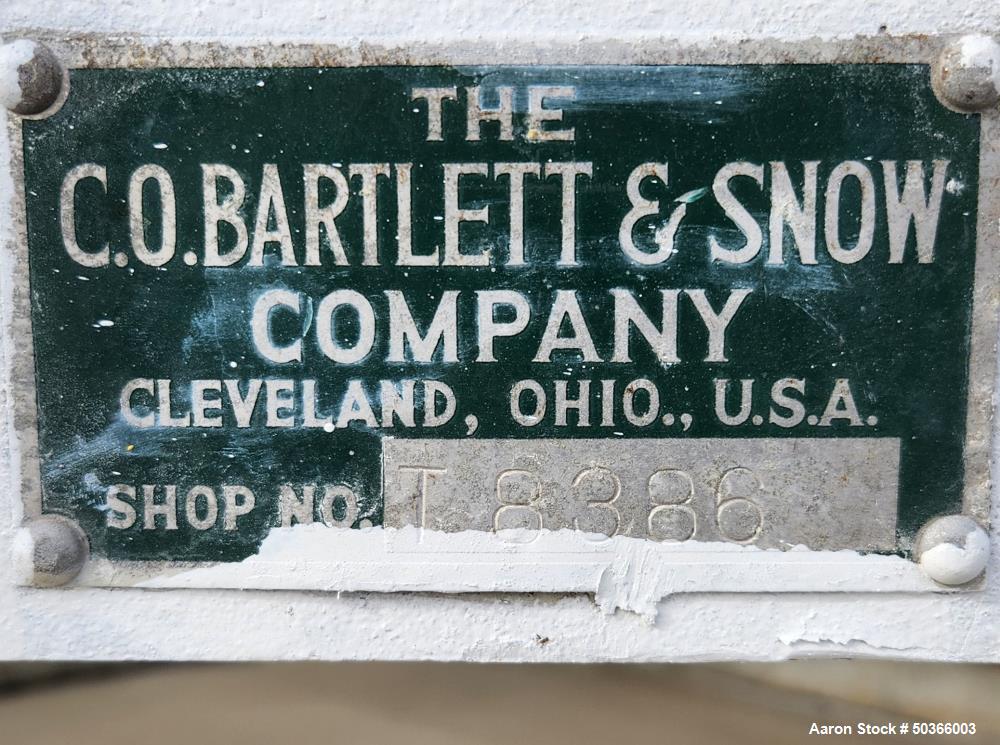 THE
C.O. BARTLETT & SNOW
COMPANY
CLEVELAND, OHIO., U.S.A.
SHOP NO. T 8386
Aaron Stock # 50366003